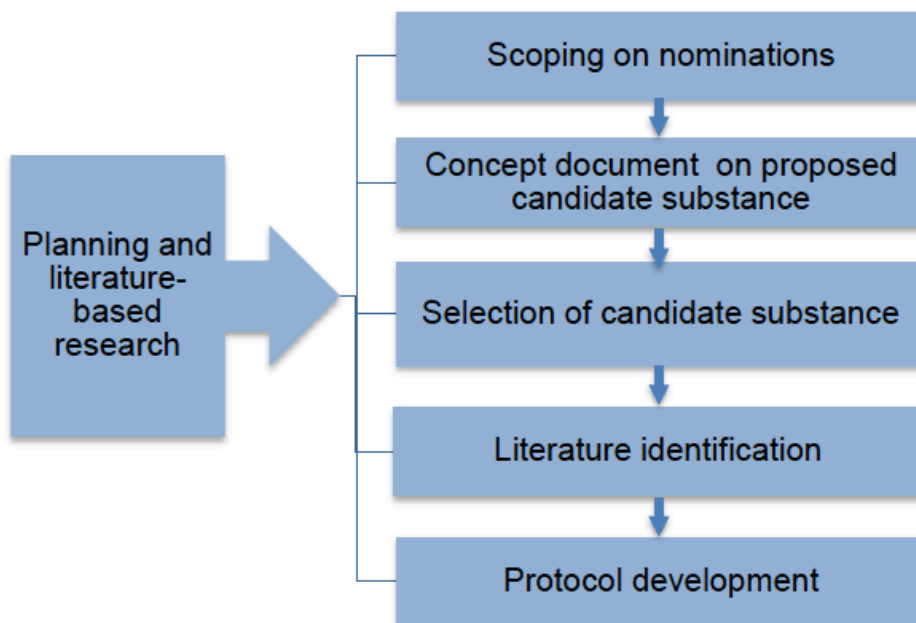 Planning and
literature-
based
research
Scoping on nominations
Concept document on proposed
candidate substance
Selection of candidate substance
Literature identification
Protocol development